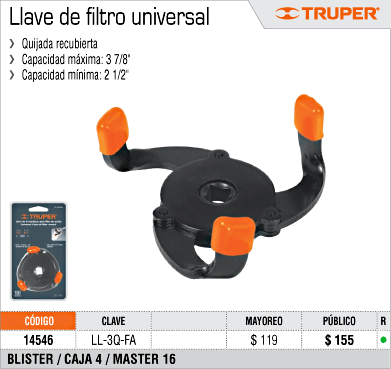 Llave de filtro universal
TRUPER®
› Quijada recubierta
› Capacidad máxima: 3 7/8"
› Capacidad mínima: 2 1/2"
TRUPER
CÓDIGO CLAVE MAYOREO PÚBLICO R
14546 LL-3Q-FA $ 119 $ 155
BLISTER / CAJA 4 / MASTER 16